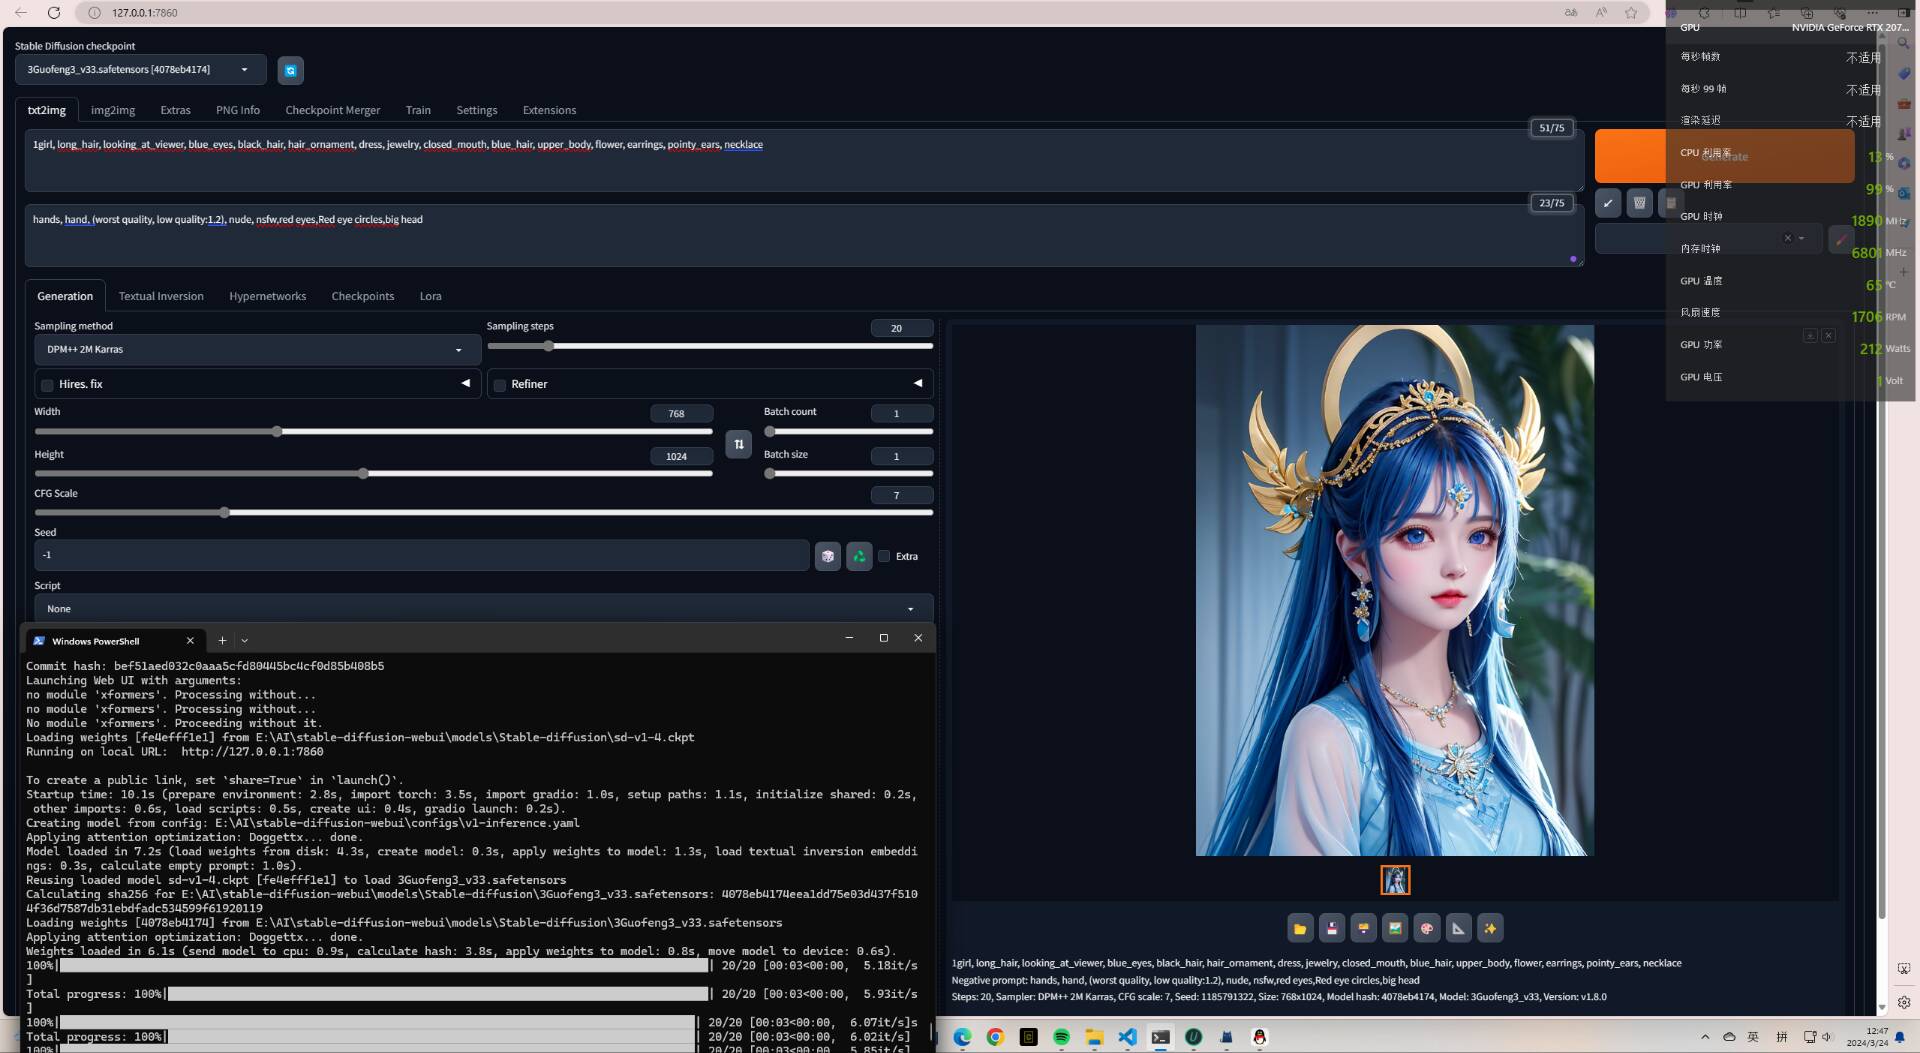 127.0.0.1:7860
Stable Diffusion checkpoint
3Guofeng3_v33.safetensors [4078eb4174]
txt2img
img2img
Extras
PNG Info
Checkpoint Merger
Train
Settings
Extensions
51/75
1girl, long_hair, looking_at_viewer, blue_eyes, black_hair, hair_ornament, dress, jewelry, closed_mouth, blue_hair, upper_body, flower, earrings, pointy_ears, necklace
Generate
23/75
hands, hand, (worst quality, low quality:1.2), nude, nsfw,red eyes,Red eye circles,big head
GPU NVIDIA GeForce RTX 207...
每秒帧数 不适用
每秒 99 帧 不适用
渲染延迟 不适用
CPU 利用率 13 %
GPU 利用率 99 %
GPU 时钟 1890 MHz
内存时钟 6801 MHz
GPU 温度 65 °C
风扇速度 1706 RPM
GPU 功率 212 Watts
GPU 电压 1 Volt
Generation
Textual Inversion
Hypernetworks
Checkpoints
Lora
Sampling method
DPM++ 2M Karras
Sampling steps
20
Hires. fix
Refiner
Width
768
Batch count
1
Height
1024
Batch size
1
CFG Scale
7
Seed
-1
Extra
Script
None
Windows PowerShell
Commit hash: bef51aed032c0aaa5cfd80445bc4cf0d85b408b5
Launching Web UI with arguments:
no module 'xformers'. Processing without...
no module 'xformers'. Processing without...
No module 'xformers'. Proceeding without it.
Loading weights [fe4efff1e1] from E:\AI\stable-diffusion-webui\models\Stable-diffusion\sd-v1-4.ckpt
Running on local URL:  http://127.0.0.1:7860
To create a public link, set `share=True` in `launch()`.
Startup time: 10.1s (prepare environment: 2.8s, import torch: 3.5s, import gradio: 1.0s, setup paths: 1.1s, initialize shared: 0.2s,
other imports: 0.6s, load scripts: 0.5s, create ui: 0.4s, gradio launch: 0.2s).
Creating model from config: E:\AI\stable-diffusion-webui\configs\v1-inference.yaml
Applying attention optimization: Doggettx... done.
Model loaded in 7.2s (load weights from disk: 4.3s, create model: 0.3s, apply weights to model: 1.3s, load textual inversion embeddi
ngs: 0.3s, calculate empty prompt: 1.0s).
Reusing loaded model sd-v1-4.ckpt [fe4efff1e1] to load 3Guofeng3_v33.safetensors
Calculating sha256 for E:\AI\stable-diffusion-webui\models\Stable-diffusion\3Guofeng3_v33.safetensors: 4078eb4174eea1dd75e03d437f510
4f36d7587db31ebdfadc534599f61920119
Loading weights [4078eb4174] from E:\AI\stable-diffusion-webui\models\Stable-diffusion\3Guofeng3_v33.safetensors
Applying attention optimization: Doggettx... done.
Weights loaded in 6.1s (send model to cpu: 0.9s, calculate hash: 3.8s, apply weights to model: 0.8s, move model to device: 0.6s).
100%| | 20/20 [00:03<00:00,  5.18it/s
]
Total progress: 100%| | 20/20 [00:03<00:00,  5.93it/s
]
100%| | 20/20 [00:03<00:00,  6.07it/s]s
Total progress: 100%| | 20/20 [00:03<00:00,  6.02it/s]
100%| | 20/20 [00:03<00:00,  5.85it/s]
1girl, long_hair, looking_at_viewer, blue_eyes, black_hair, hair_ornament, dress, jewelry, closed_mouth, blue_hair, upper_body, flower, earrings, pointy_ears, necklace
Negative prompt: hands, hand, (worst quality, low quality:1.2), nude, nsfw,red eyes,Red eye circles,big head
Steps: 20, Sampler: DPM++ 2M Karras, CFG scale: 7, Seed: 1185791322, Size: 768x1024, Model hash: 4078eb4174, Model: 3Guofeng3_v33, Version: v1.8.0
英
拼
12:47
2024/3/24